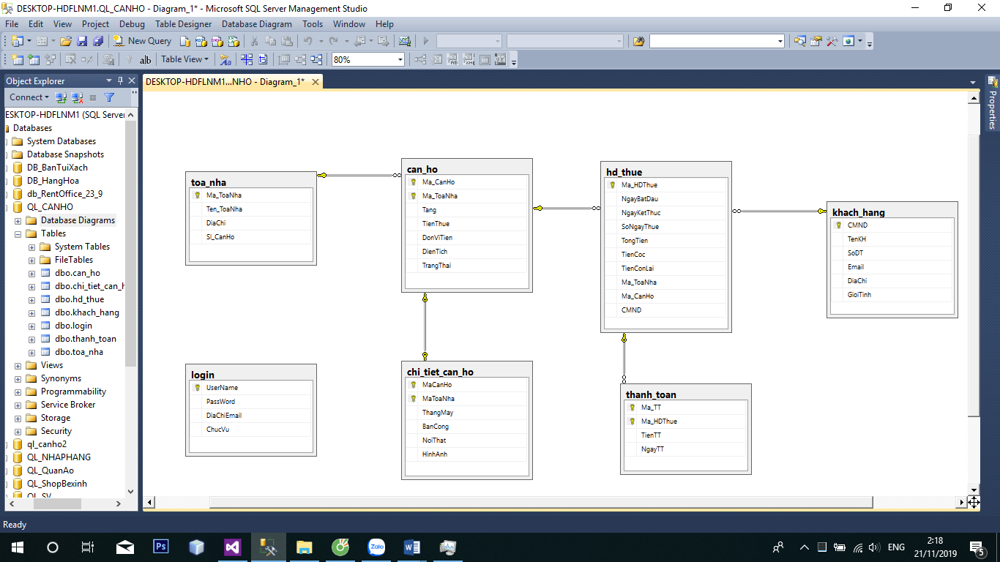 DESKTOP-HDFLNM1.QL_CANHO - Diagram_1* - Microsoft SQL Server Management Studio
File Edit View Project Debug Table Designer Database Diagram Tools Window Help
New Query
Table View
80%
Object Explorer
Connect
ESKTOP-HDFLNM1 (SQL Server
Databases
System Databases
Database Snapshots
DB_BanTuiXach
DB_HangHoa
db_RentOffice_23_9
QL_CANHO
Database Diagrams
Tables
System Tables
FileTables
dbo.can_ho
dbo.chi_tiet_can_h
dbo.hd_thue
dbo.khach_hang
dbo.login
dbo.thanh_toan
dbo.toa_nha
Views
Synonyms
Programmability
Service Broker
Storage
Security
ql_canho2
QL_NHAPHANG
QL_QuanAo
QL_ShopBexinh
QL_SV
DESKTOP-HDFLNM1...NHO - Diagram_1*
toa_nha
Ma_ToaNha
Ten_ToaNha
DiaChi
Sl_CanHo
can_ho
Ma_CanHo
Ma_ToaNha
Tang
TienThue
DonViTien
DienTich
TrangThai
hd_thue
Ma_HDThue
NgayBatDau
NgayKetThuc
SoNgayThue
TongTien
TienCoc
TienConLai
Ma_ToaNha
Ma_CanHo
CMND
khach_hang
CMND
TenKH
SoDT
Email
DiaChi
GioiTinh
login
UserName
PassWord
DiaChiEmail
ChucVu
chi_tiet_can_ho
MaCanHo
MaToaNha
ThangMay
BanCong
NoiThat
HinhAnh
thanh_toan
Ma_TT
Ma_HDThue
TienTT
NgayTT
Properties
Ready
Ps
Zalo
ENG
2:18
21/11/2019
5